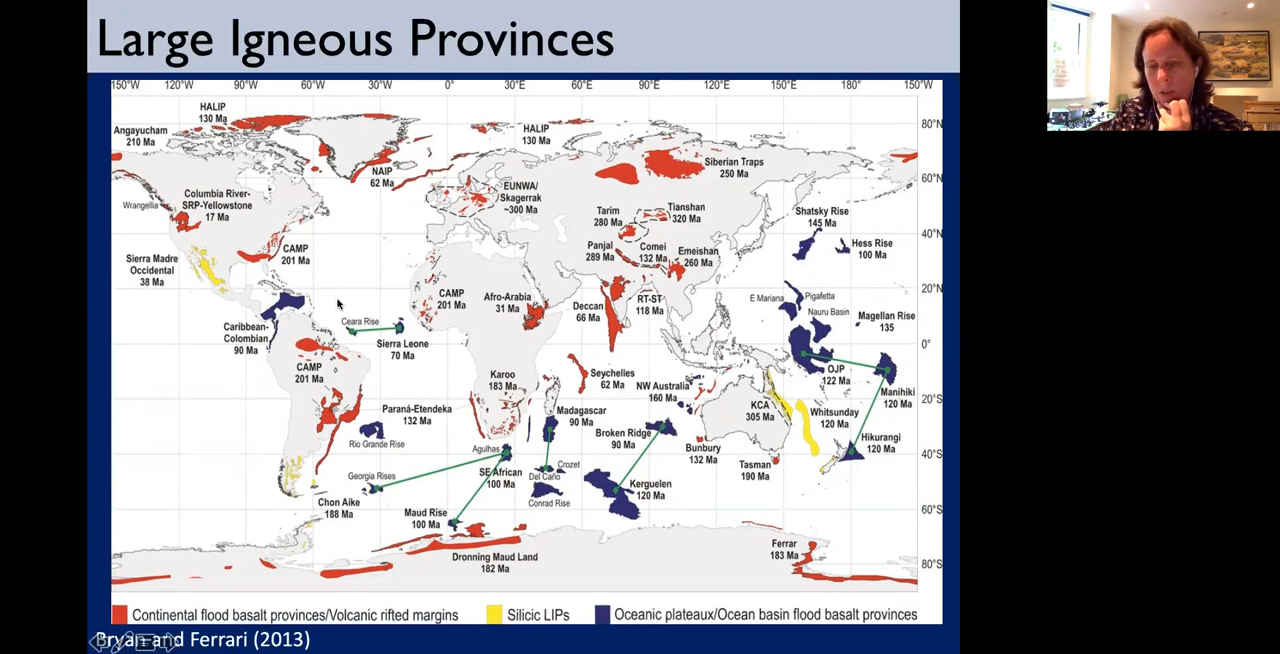 Large Igneous Provinces
150°W 120°W 90°W 60°W 30°W 0° 30°E 60°E 90°E 120°E 150°E 180° 150°W
HALIP
130 Ma
Angayucham
210 Ma
HALIP
130 Ma
80°N
NAIP
62 Ma
Siberian Traps
250 Ma
60°N
Columbia River-
SRP-Yellowstone
17 Ma
Wrangellia
EUNWA/
Skagerrak
~300 Ma
Tarim
280 Ma
Tianshan
320 Ma
Shatsky Rise
145 Ma
40°N
CAMP
201 Ma
Sierra Madre
Occidental
38 Ma
Panjal
289 Ma
Comei
132 Ma
Emeishan
260 Ma
Hess Rise
100 Ma
20°N
CAMP
201 Ma
Afro-Arabia
31 Ma
Deccan
66 Ma
RT-ST
118 Ma
E Mariana
Pigafetta
Nauru Basin
Magellan Rise
135
Caribbean-
Colombian
90 Ma
Ceara Rise
Sierra Leone
70 Ma
0°
CAMP
201 Ma
Karoo
183 Ma
Seychelles
62 Ma
NW Australia
160 Ma
OJP
122 Ma
Manihiki
120 Ma
20°S
Paraná-Etendeka
132 Ma
Rio Grande Rise
Madagascar
90 Ma
Broken Ridge
90 Ma
KCA
305 Ma
Whitsunday
120 Ma
Hikurangi
120 Ma
Bunbury
132 Ma
Tasman
190 Ma
40°S
Agulhas
SE African
100 Ma
Georgia Rises
Crozet
Del Caño
Conrad Rise
Kerguelen
120 Ma
Chon Aike
188 Ma
Maud Rise
100 Ma
60°S
Dronning Maud Land
182 Ma
Ferrar
183 Ma
80°S
Continental flood basalt provinces/Volcanic rifted margins Silicic LIPs Oceanic plateaux/Ocean basin flood basalt provinces
Bryan and Ferrari (2013)